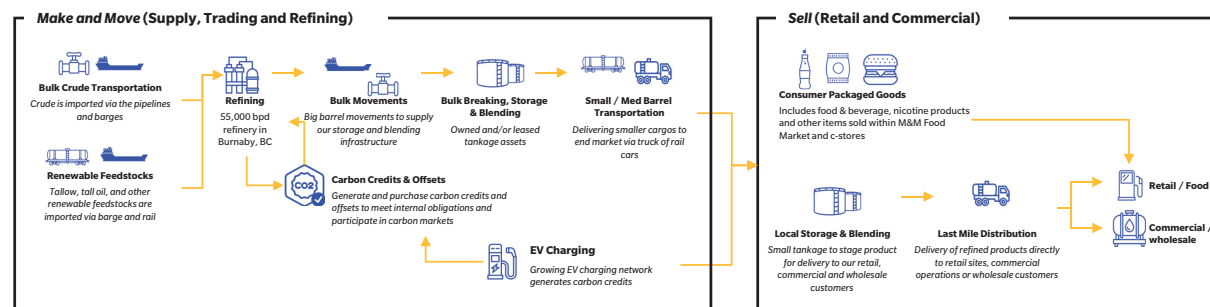 Make and Move (Supply, Trading and Refining)
Bulk Crude Transportation
Crude is imported via the pipelines
and barges
Renewable Feedstocks
Tallow, tall oil, and other
renewable feedstocks are
imported via barge and rail
Refining
55,000 bpd
refinery in
Burnaby, BC
Bulk Movements
Big barrel movements to supply
our storage and blending
infrastructure
Bulk Breaking, Storage
& Blending
Owned and/or leased
tankage assets
Small / Med Barrel
Transportation
Delivering smaller cargos to
end market via truck of rail
cars
CO2
Carbon Credits & Offsets
Generate and purchase carbon credits and
offsets to meet internal obligations and
participate in carbon markets
EV Charging
Growing EV charging network
generates carbon credits
Sell (Retail and Commercial)
Consumer Packaged Goods
Includes food & beverage, nicotine products
and other items sold within M&M Food
Market and c-stores
Local Storage & Blending
Small tankage to stage product
for delivery to our retail,
commercial and wholesale
customers
Last Mile Distribution
Delivery of refined products directly
to retail sites, commercial
operations or wholesale customers
Retail / Food
Commercial /
wholesale